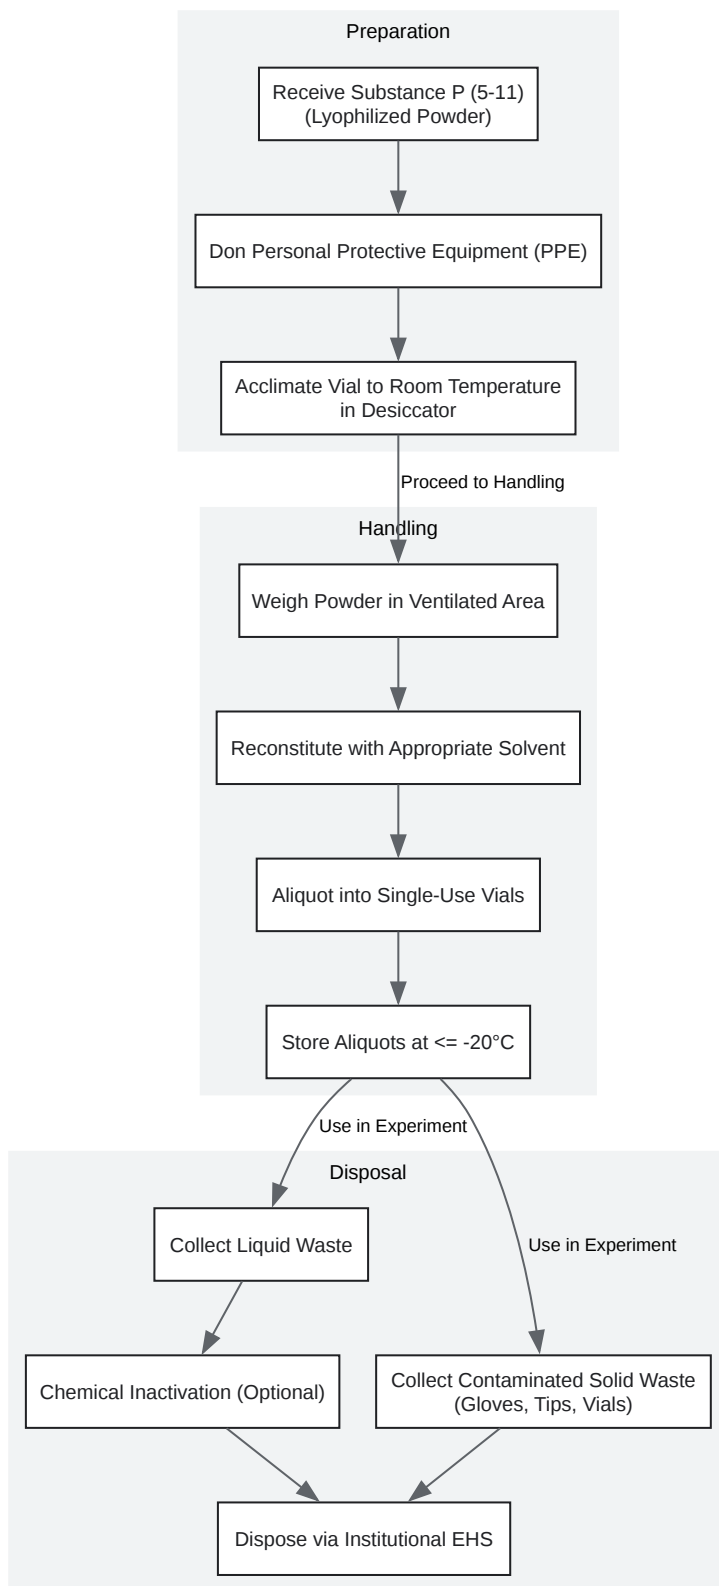 Preparation
Receive Substance P (5-11)
(Lyophilized Powder)
Don Personal Protective Equipment (PPE)
Acclimate Vial to Room Temperature
in Desiccator
Proceed to Handling
Handling
Weigh Powder in Ventilated Area
Reconstitute with Appropriate Solvent
Aliquot into Single-Use Vials
Store Aliquots at <= -20°C
Use in Experiment
Disposal
Collect Liquid Waste
Use in Experiment
Chemical Inactivation (Optional)
Collect Contaminated Solid Waste
(Gloves, Tips, Vials)
Dispose via Institutional EHS